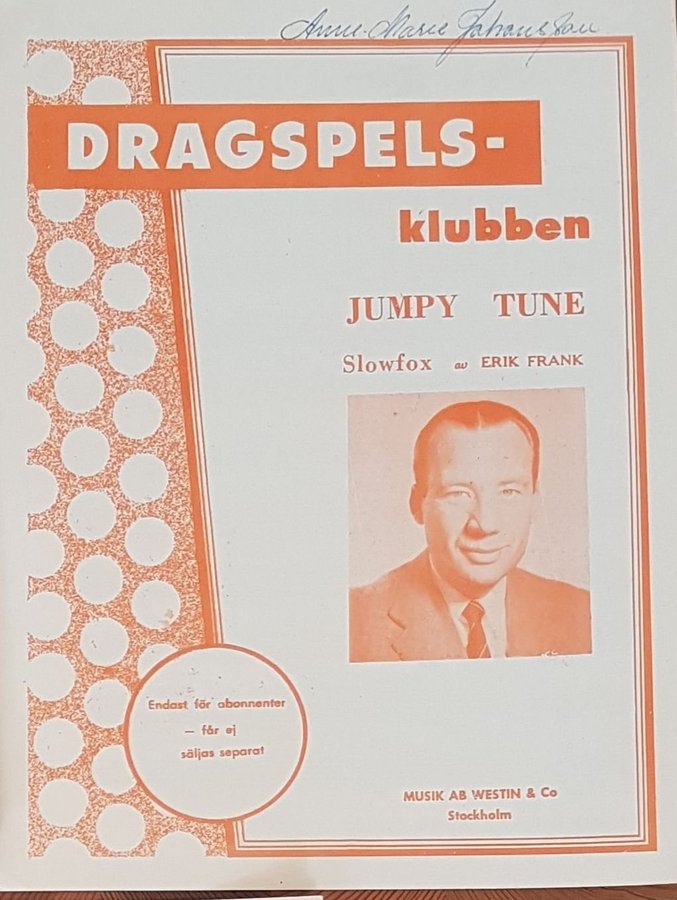 Anne-Marie Johansson
DRAGSPELS-
klubben
JUMPY TUNE
Slowfox av ERIK FRANK
Endast för abonnenter
— får ej
säljas separat
MUSIK AB WESTIN & Co
Stockholm